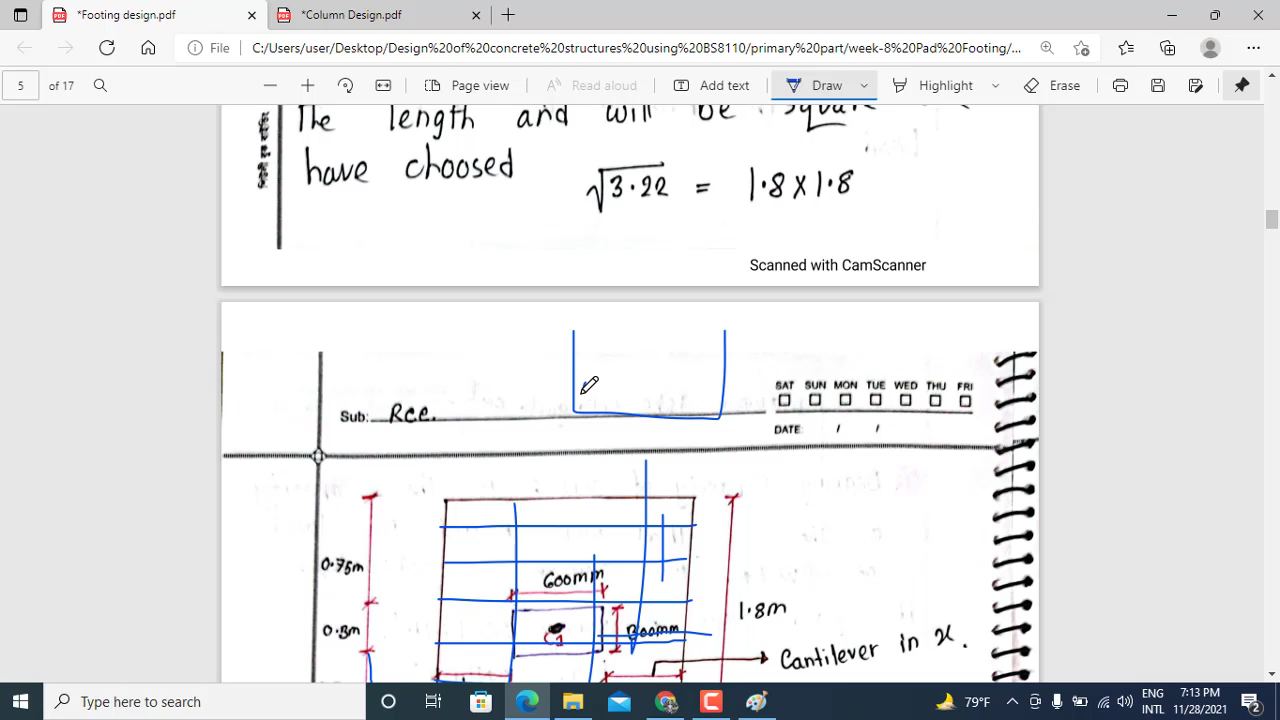 *Footing design.pdf
*Column Design.pdf
File
C:/Users/user/Desktop/Design%20of%20concrete%20structures%20using%20BS8110/primary%20part/week-8%20Pad%20Footing/...
5 of 17
Page view
Read aloud
Add text
Draw
Highlight
Erase
The length and will be square
have choosed √3.22 = 1.8 X 1.8
Scanned with CamScanner
SAT SUN MON TUE WED THU FRI
Sub: Rcc.
DATE / /
0.75m
600mm
1.8m
0.3m
C1
300mm
Cantilever in x.
Type here to search
79°F
ENG
INTL
4:13 PM
11/28/2021